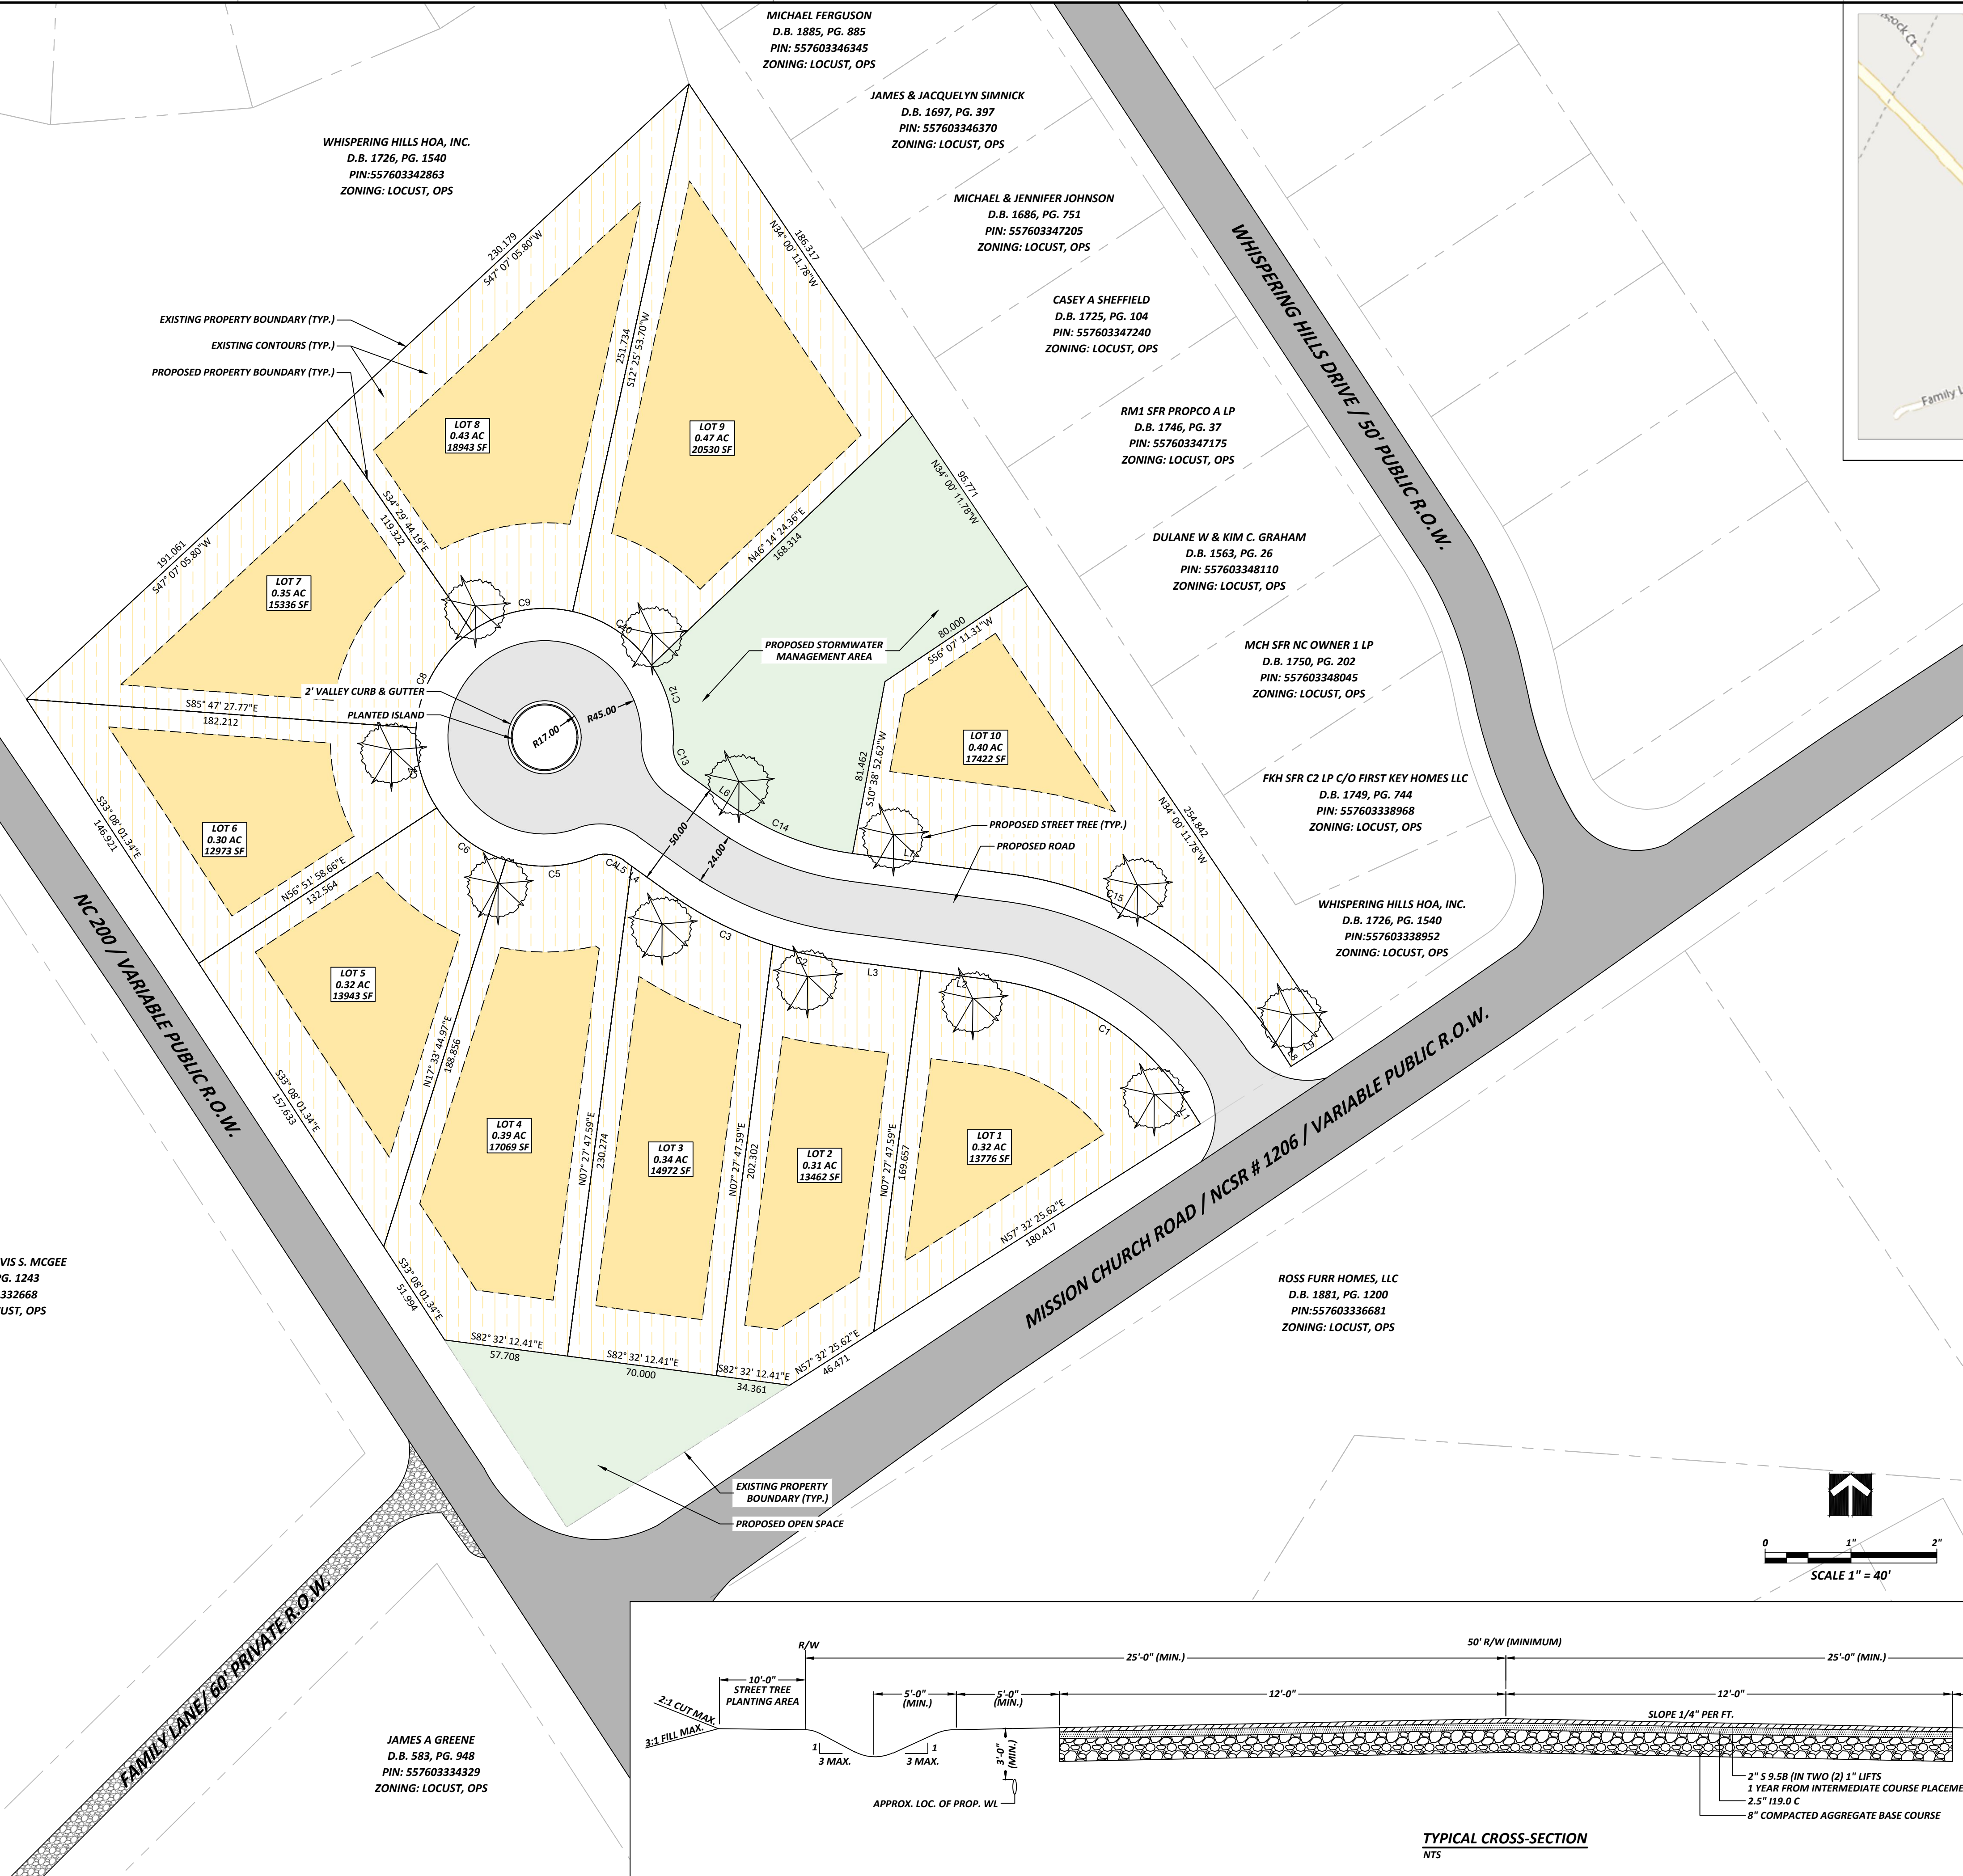 MICHAEL FERGUSON
D.B. 1885, PG. 885
PIN: 557603346345
ZONING: LOCUST, OPS
JAMES & JACQUELYN SIMNICK
D.B. 1697, PG. 397
PIN: 557603346370
ZONING: LOCUST, OPS
WHISPERING HILLS HOA, INC.
D.B. 1726, PG. 1540
PIN:557603342863
ZONING: LOCUST, OPS
MICHAEL & JENNIFER JOHNSON
D.B. 1686, PG. 751
PIN: 557603347205
ZONING: LOCUST, OPS
CASEY A SHEFFIELD
D.B. 1725, PG. 104
PIN: 557603347240
ZONING: LOCUST, OPS
RM1 SFR PROPCO A LP
D.B. 1746, PG. 37
PIN: 557603347175
ZONING: LOCUST, OPS
DULANE W & KIM C. GRAHAM
D.B. 1563, PG. 26
PIN: 557603348110
ZONING: LOCUST, OPS
MCH SFR NC OWNER 1 LP
D.B. 1750, PG. 202
PIN: 557603348045
ZONING: LOCUST, OPS
FKH SFR C2 LP C/O FIRST KEY HOMES LLC
D.B. 1749, PG. 744
PIN: 557603338968
ZONING: LOCUST, OPS
WHISPERING HILLS HOA, INC.
D.B. 1726, PG. 1540
PIN:557603338952
ZONING: LOCUST, OPS
ROSS FURR HOMES, LLC
D.B. 1881, PG. 1200
PIN:557603336681
ZONING: LOCUST, OPS
JAMES A GREENE
D.B. 583, PG. 948
PIN: 557603334329
ZONING: LOCUST, OPS
VIS S. MCGEE
G. 1243
332668
UST, OPS
WHISPERING HILLS DRIVE / 50' PUBLIC R.O.W.
MISSION CHURCH ROAD / NCSR # 1206 / VARIABLE PUBLIC R.O.W.
NC 200 / VARIABLE PUBLIC R.O.W.
FAMILY LANE/ 60' PRIVATE R.O.W.
Family L
EXISTING PROPERTY BOUNDARY (TYP.)
EXISTING CONTOURS (TYP.)
PROPOSED PROPERTY BOUNDARY (TYP.)
230.179
S47° 07' 05.80"W
186.317
N34° 00' 11.78"W
251.734
S12° 25' 53.70"W
LOT 8
0.43 AC
18943 SF
LOT 9
0.47 AC
20530 SF
S34° 29' 44.19"E
119.322
N46° 14' 24.36"E
168.314
95.771
N34° 00' 11.78"W
191.061
S47° 07' 05.80"W
LOT 7
0.35 AC
15336 SF
C9
C10
C8
C12
C13
PROPOSED STORMWATER
MANAGEMENT AREA
80.000
S56° 07' 11.31"W
2' VALLEY CURB & GUTTER
PLANTED ISLAND
R17.00
R45.00
S85° 47' 27.77"E
182.212
LOT 10
0.40 AC
17422 SF
81.462
S10° 38' 52.62"W
254.842
N34° 00' 11.78"W
L6
C14
50.00
24.00
PROPOSED STREET TREE (TYP.)
PROPOSED ROAD
L7
C15
L8
L9
S33° 08' 01.34"E
146.921
LOT 6
0.30 AC
12973 SF
N56° 51' 58.66"E
132.564
C6
C5
L5
L4
C3
C2
L3
L2
C1
L1
LOT 5
0.32 AC
13943 SF
N17° 33' 44.97"E
188.856
S33° 08' 01.34"E
157.633
LOT 4
0.39 AC
17069 SF
N07° 27' 47.59"E
230.274
LOT 3
0.34 AC
14972 SF
N07° 27' 47.59"E
202.302
LOT 2
0.31 AC
13462 SF
N07° 27' 47.59"E
169.657
LOT 1
0.32 AC
13776 SF
N57° 32' 25.62"E
180.417
S33° 08' 01.34"E
51.994
S82° 32' 12.41"E
57.708
S82° 32' 12.41"E
70.000
S82° 32' 12.41"E
34.361
N57° 32' 25.62"E
46.471
EXISTING PROPERTY
BOUNDARY (TYP.)
PROPOSED OPEN SPACE
0 1" 2"
SCALE 1" = 40'
R/W
50' R/W (MINIMUM)
25'-0" (MIN.)
25'-0" (MIN.)
10'-0"
STREET TREE
PLANTING AREA
5'-0"
(MIN.)
5'-0"
(MIN.)
12'-0"
12'-0"
2:1 CUT MAX.
3:1 FILL MAX.
SLOPE 1/4" PER FT.
1
3 MAX.
1
3 MAX.
3'-0"
(MIN.)
APPROX. LOC. OF PROP. WL
2" S 9.5B (IN TWO (2) 1" LIFTS
1 YEAR FROM INTERMEDIATE COURSE PLACEME
2.5" I19.0 C
8" COMPACTED AGGREGATE BASE COURSE
TYPICAL CROSS-SECTION
NTS